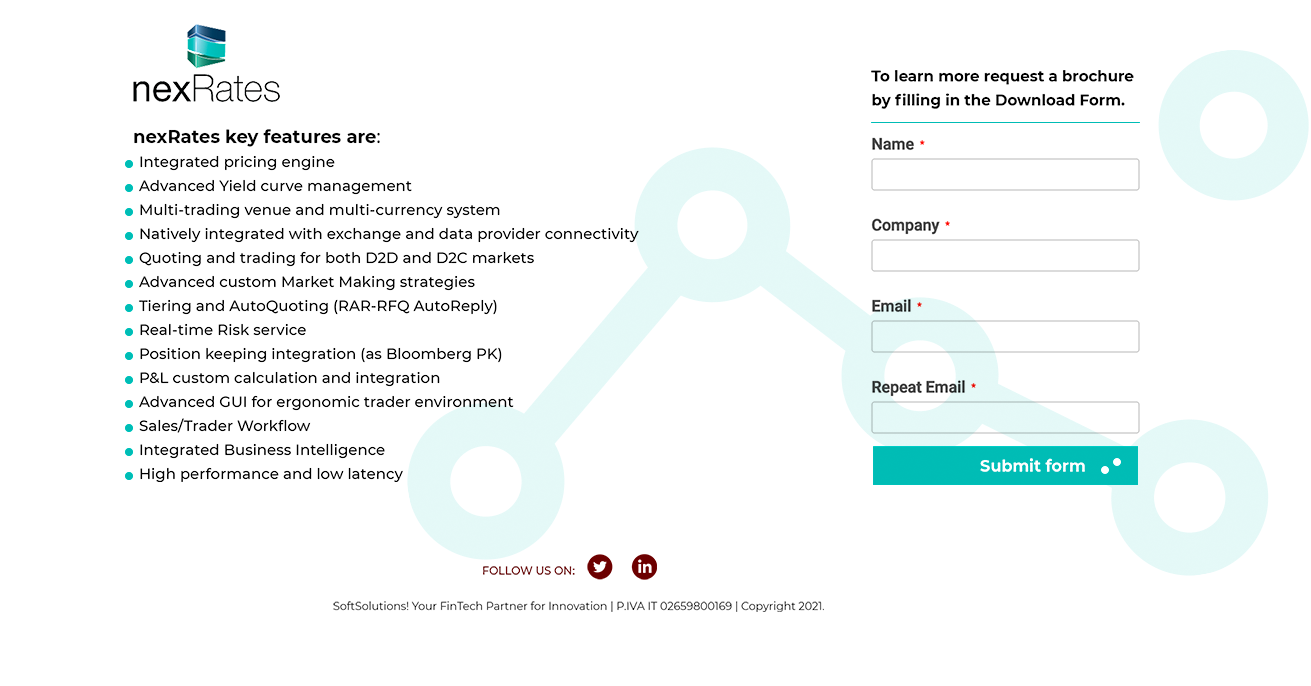 nexRates
nexRates key features are:
Integrated pricing engine
Advanced Yield curve management
Multi-trading venue and multi-currency system
Natively integrated with exchange and data provider connectivity
Quoting and trading for both D2D and D2C markets
Advanced custom Market Making strategies
Tiering and AutoQuoting (RAR-RFQ AutoReply)
Real-time Risk service
Position keeping integration (as Bloomberg PK)
P&L custom calculation and integration
Advanced GUI for ergonomic trader environment
Sales/Trader Workflow
Integrated Business Intelligence
High performance and low latency
To learn more request a brochure
by filling in the Download Form.
Name *
Company *
Email *
Repeat Email *
Submit form
FOLLOW US ON:
in
SoftSolutions! Your FinTech Partner for Innovation | P.IVA IT 02659800169 | Copyright 2021.